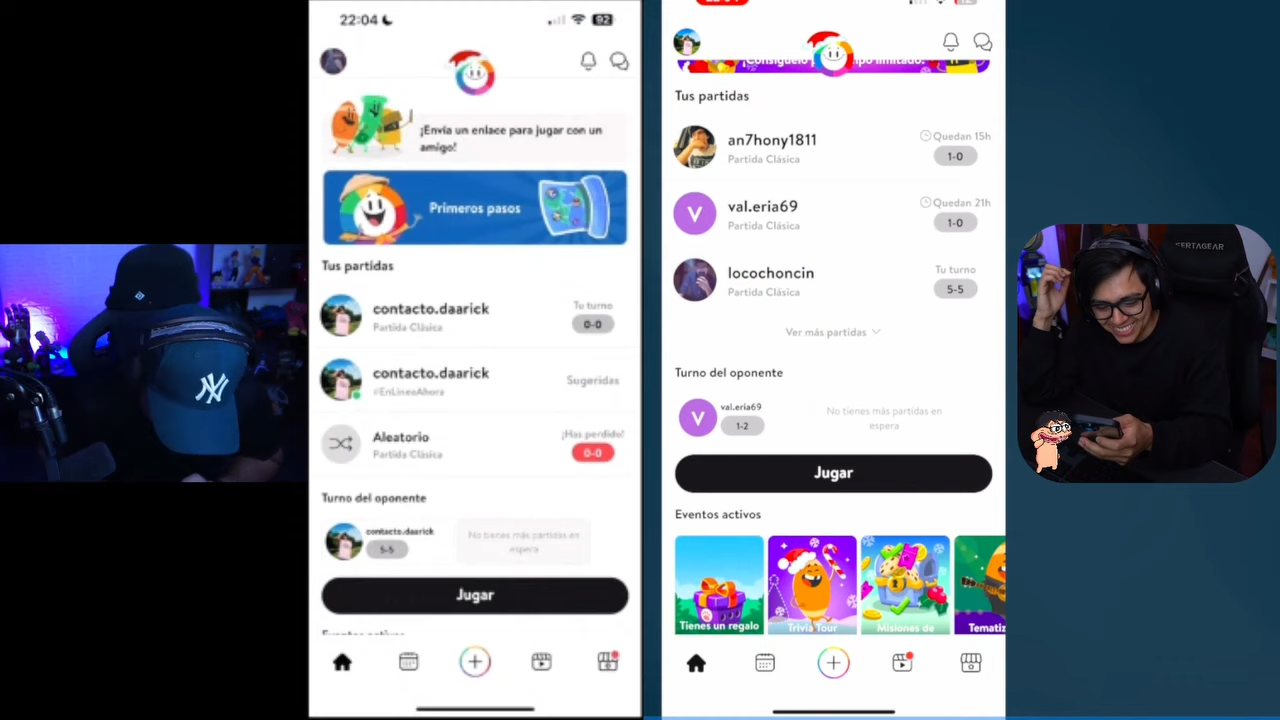 22:04
92
¡Envía un enlace para jugar con un
amigo!
Primeros pasos
Tus partidas
contacto.daarick
Partida Clásica
Tu turno
0-0
contacto.daarick
@EnLíneaAhora
Sugeridas
Aleatorio
Partida Clásica
¡Has perdido!
0-0
Turno del oponente
contacto.daarick
5-5
No tienes más partidas en
espera
Jugar
Eventos activos
Tus partidas
an7hony1811
Partida Clásica
Quedan 15h
1-0
V
val.eria69
Partida Clásica
Quedan 21h
1-0
locochoncin
Partida Clásica
Tu turno
5-5
Ver más partidas
Turno del oponente
V
val.eria69
1-2
No tienes más partidas en
espera
Jugar
Eventos activos
Tienes un regalo
Trivia Tour
Misiones de
Tematiz
NY
XERTAGEAR